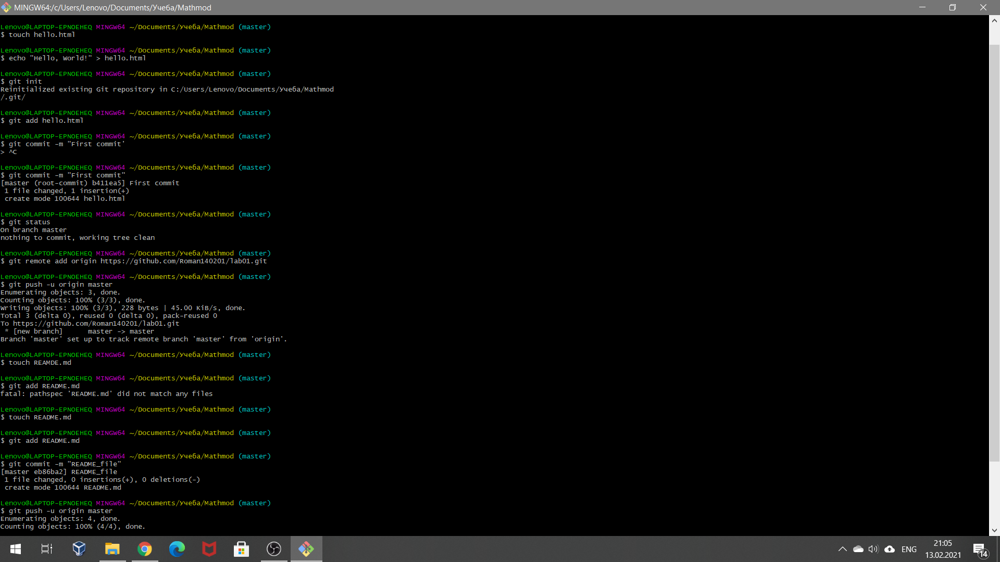 MINGW64:/c/Users/Lenovo/Documents/Учеба/Mathmod
Lenovo@LAPTOP-EPNOEHEQ MINGW64 ~/Documents/Учеба/Mathmod (master)
$ touch hello.html
Lenovo@LAPTOP-EPNOEHEQ MINGW64 ~/Documents/Учеба/Mathmod (master)
$ echo "Hello, World!" > hello.html
Lenovo@LAPTOP-EPNOEHEQ MINGW64 ~/Documents/Учеба/Mathmod (master)
$ git init
Reinitialized existing Git repository in C:/Users/Lenovo/Documents/Учеба/Mathmod
/.git/
Lenovo@LAPTOP-EPNOEHEQ MINGW64 ~/Documents/Учеба/Mathmod (master)
$ git add hello.html
Lenovo@LAPTOP-EPNOEHEQ MINGW64 ~/Documents/Учеба/Mathmod (master)
$ git commit -m "First commit'
> ^C
Lenovo@LAPTOP-EPNOEHEQ MINGW64 ~/Documents/Учеба/Mathmod (master)
$ git commit -m "First commit"
[master (root-commit) b411ea5] First commit
 1 file changed, 1 insertion(+)
 create mode 100644 hello.html
Lenovo@LAPTOP-EPNOEHEQ MINGW64 ~/Documents/Учеба/Mathmod (master)
$ git status
On branch master
nothing to commit, working tree clean
Lenovo@LAPTOP-EPNOEHEQ MINGW64 ~/Documents/Учеба/Mathmod (master)
$ git remote add origin https://github.com/Roman140201/lab01.git
Lenovo@LAPTOP-EPNOEHEQ MINGW64 ~/Documents/Учеба/Mathmod (master)
$ git push -u origin master
Enumerating objects: 3, done.
Counting objects: 100% (3/3), done.
Writing objects: 100% (3/3), 228 bytes | 45.00 KiB/s, done.
Total 3 (delta 0), reused 0 (delta 0), pack-reused 0
To https://github.com/Roman140201/lab01.git
 * [new branch]      master -> master
Branch 'master' set up to track remote branch 'master' from 'origin'.
Lenovo@LAPTOP-EPNOEHEQ MINGW64 ~/Documents/Учеба/Mathmod (master)
$ touch REAMDE.md
Lenovo@LAPTOP-EPNOEHEQ MINGW64 ~/Documents/Учеба/Mathmod (master)
$ git add README.md
fatal: pathspec 'README.md' did not match any files
Lenovo@LAPTOP-EPNOEHEQ MINGW64 ~/Documents/Учеба/Mathmod (master)
$ touch README.md
Lenovo@LAPTOP-EPNOEHEQ MINGW64 ~/Documents/Учеба/Mathmod (master)
$ git add README.md
Lenovo@LAPTOP-EPNOEHEQ MINGW64 ~/Documents/Учеба/Mathmod (master)
$ git commit -m "README_file"
[master eb86ba2] README_file
 1 file changed, 0 insertions(+), 0 deletions(-)
 create mode 100644 README.md
Lenovo@LAPTOP-EPNOEHEQ MINGW64 ~/Documents/Учеба/Mathmod (master)
$ git push -u origin master
Enumerating objects: 4, done.
Counting objects: 100% (4/4), done.
ENG
21:05
13.02.2021
14